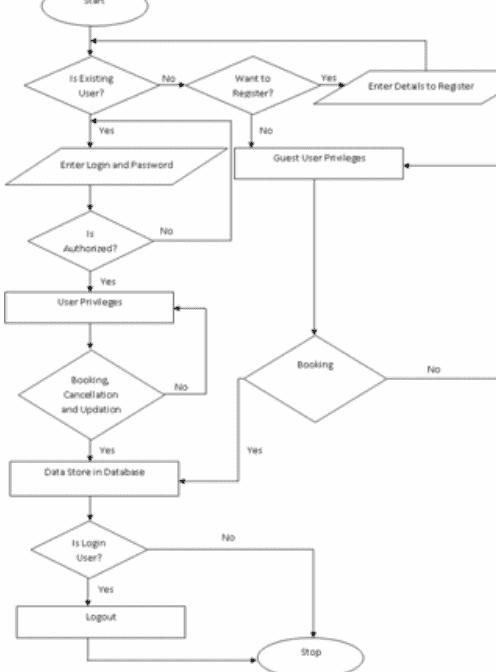 Start
Is Existing
User?
No
Want to
Register?
Yes
Enter Details to Register
Yes
No
Enter Login and Password
Guest User Privileges
Is
Authorized?
No
Yes
User Privileges
Booking,
Cancellation
and Updation
No
Booking
No
Yes
Yes
Data Store in Database
Is Login
User?
No
Yes
Logout
Stop